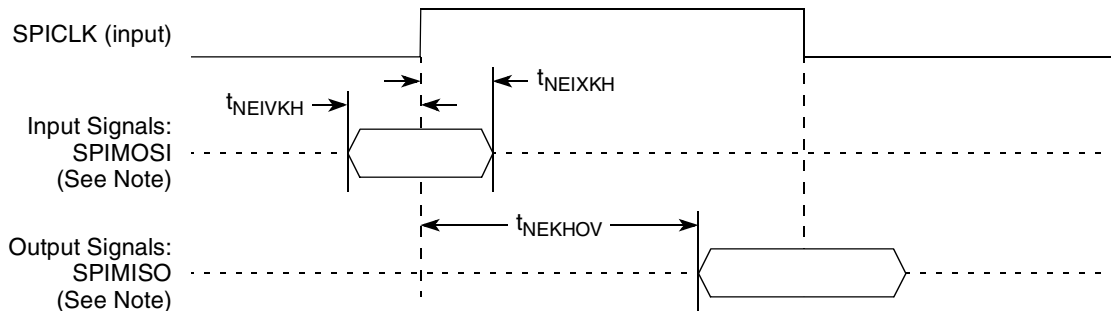 SPICLK (input)
tNEIXKH
tNEIVKH
Input Signals:
SPIMOSI
(See Note)
tNEKHOV
Output Signals:
SPIMISO
(See Note)